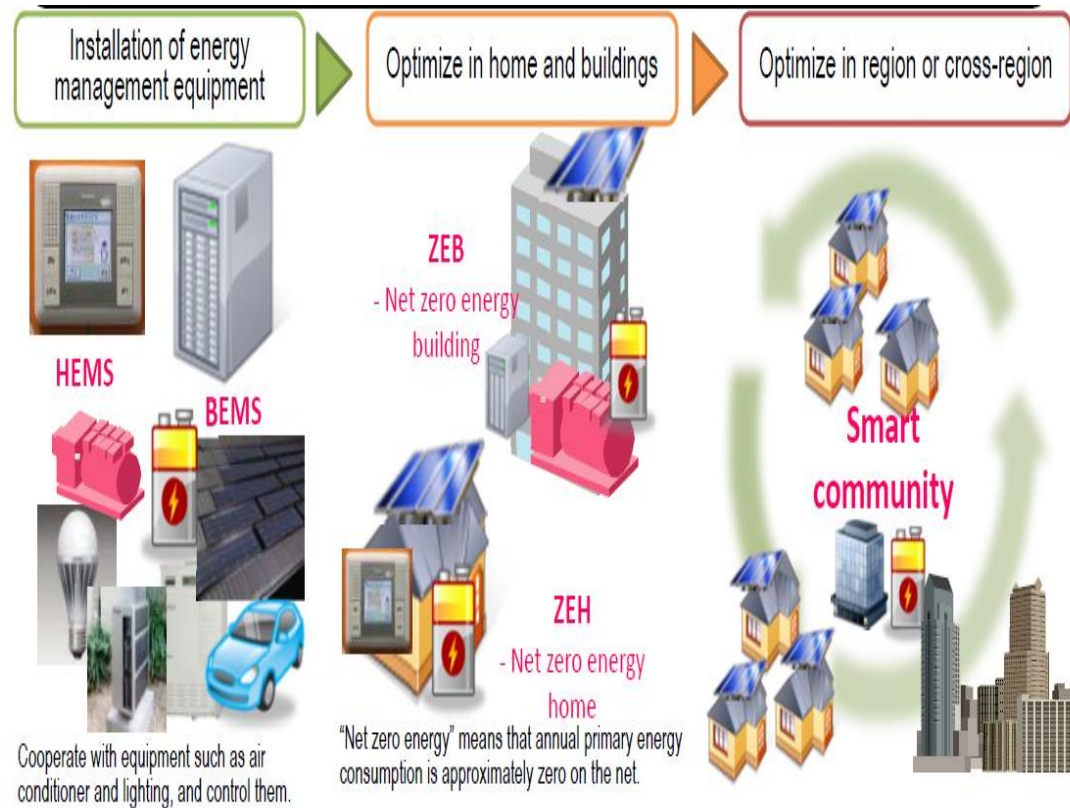 Installation of energy
management equipment
Optimize in home and buildings
Optimize in region or cross-region
HEMS
BEMS
Cooperate with equipment such as air
conditioner and lighting, and control them.
ZEB
- Net zero energy
building
ZEH
- Net zero energy
home
“Net zero energy” means that annual primary energy
consumption is approximately zero on the net.
Smart
community